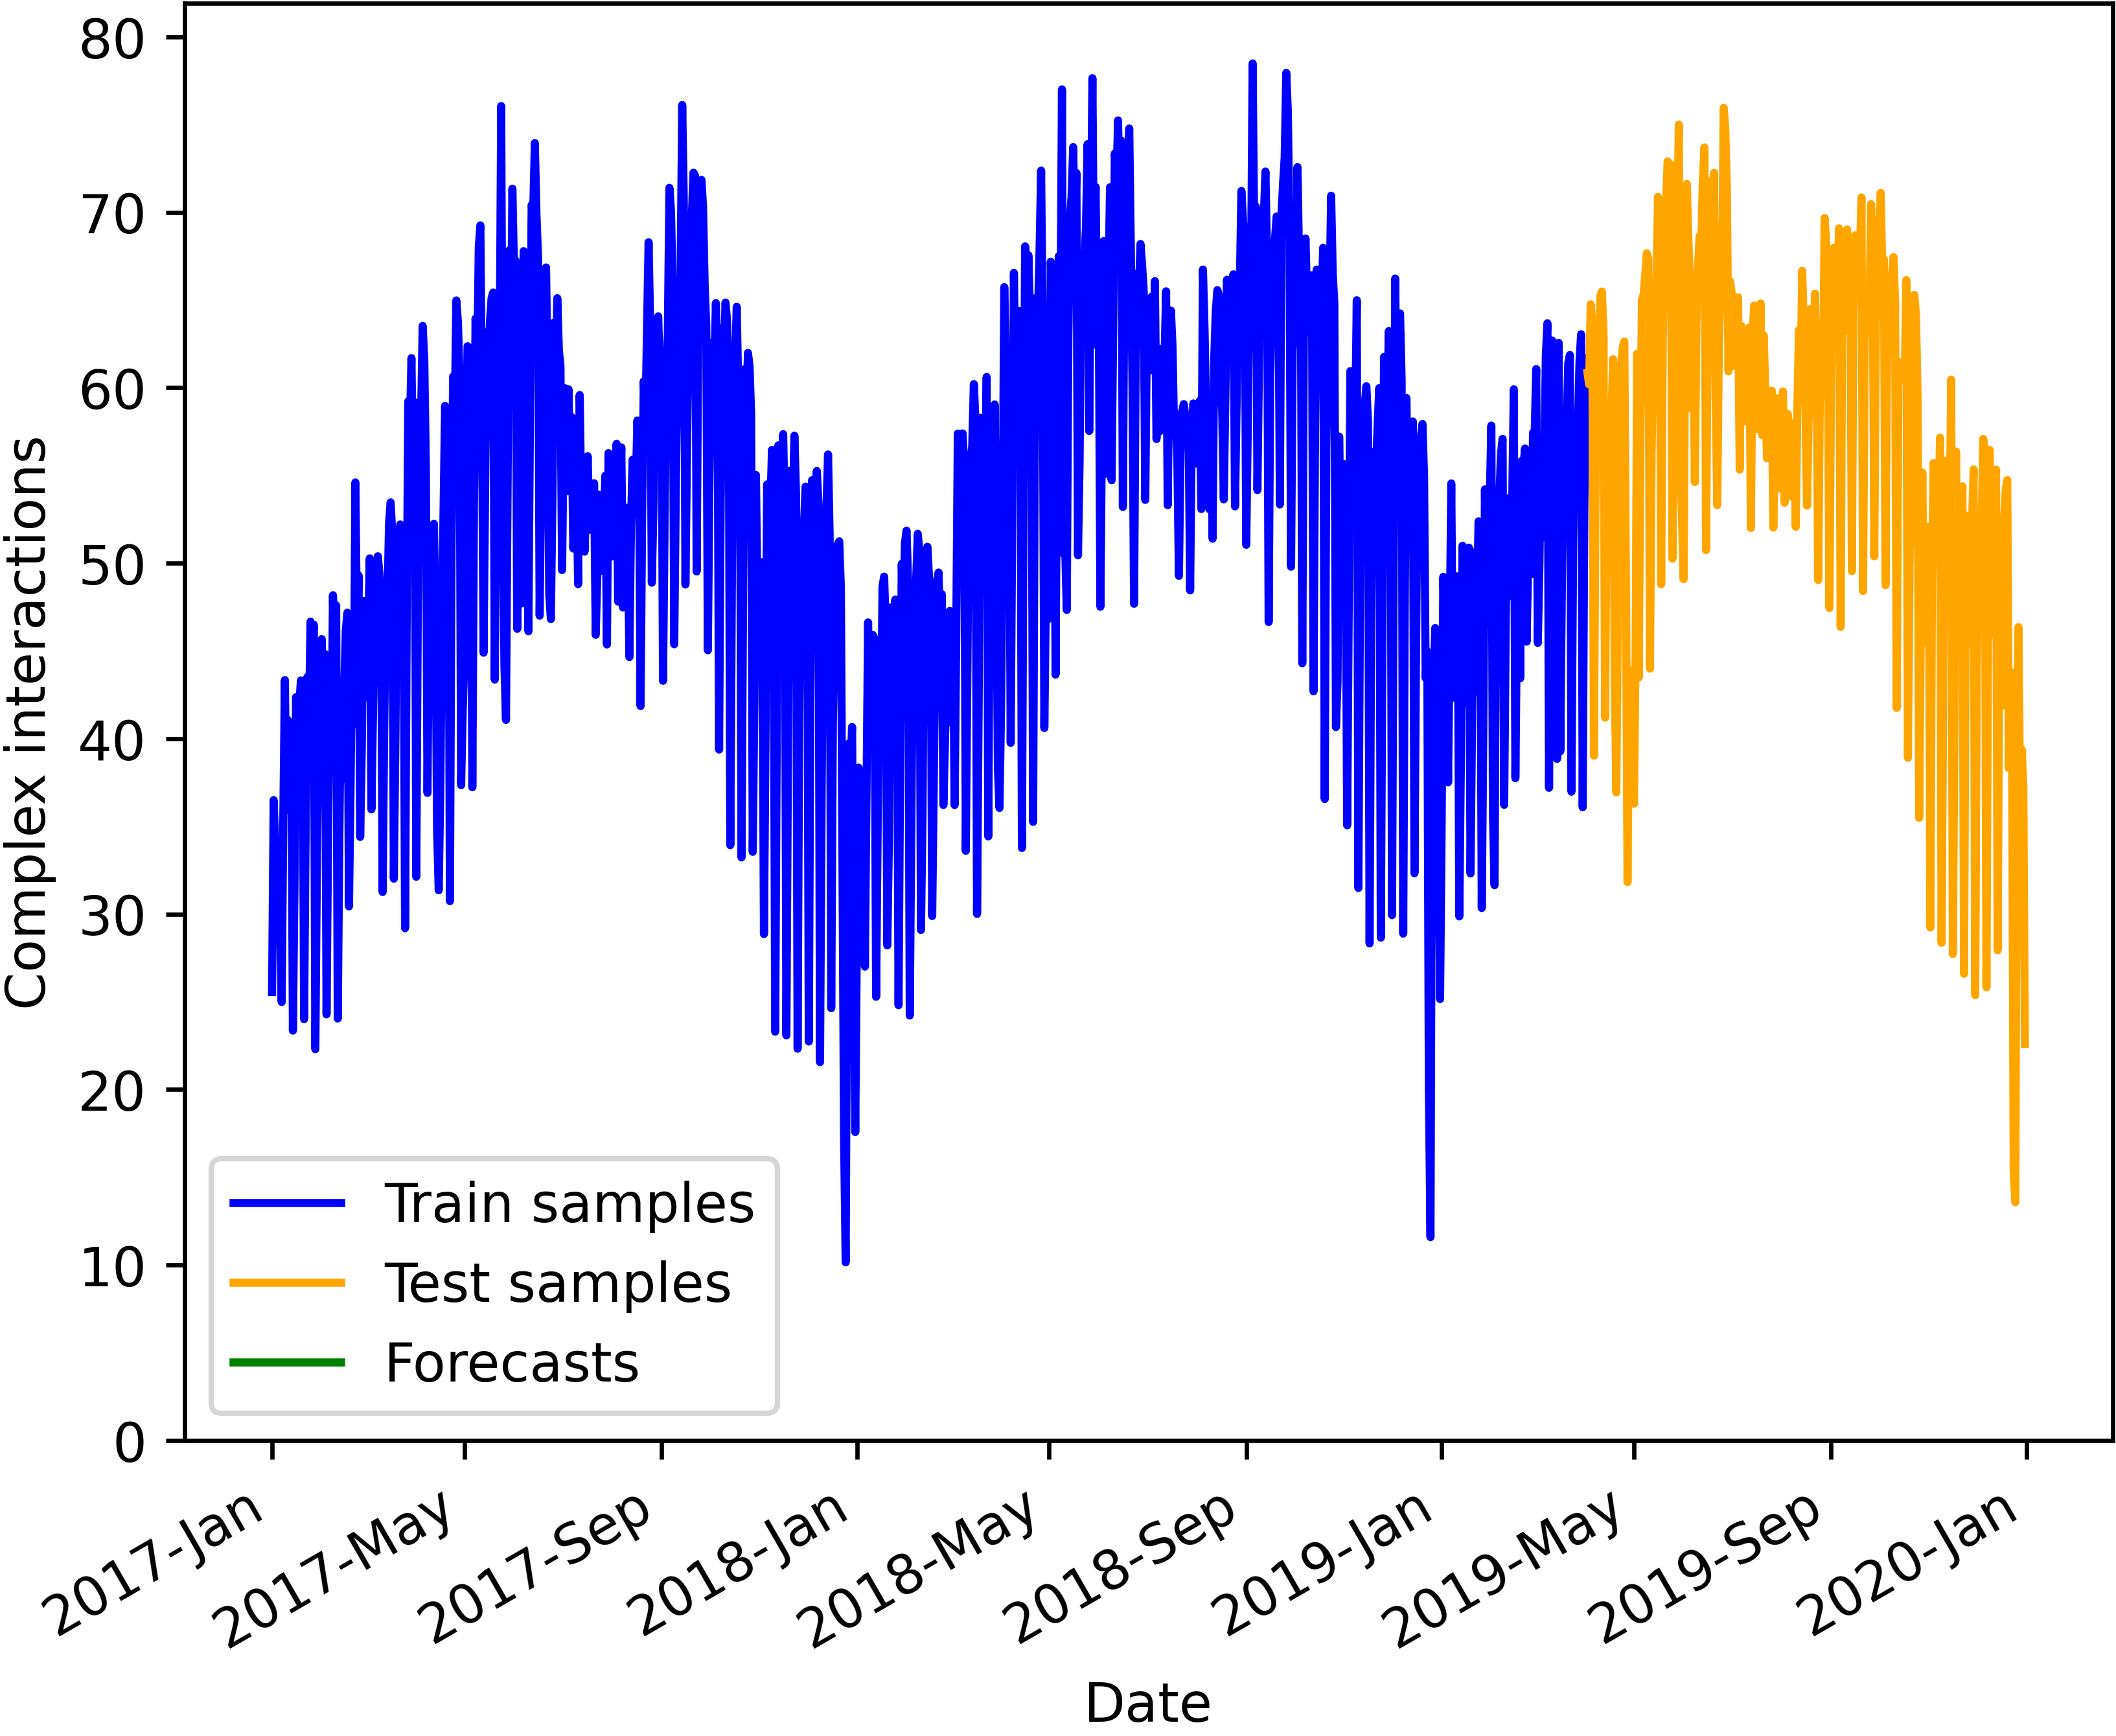 80
70
60
50
40
30
20
10
0
Complex interactions
Train samples
Test samples
Forecasts
2017-Jan
2017-May
2017-Sep
2018-Jan
2018-May
2018-Sep
2019-Jan
2019-May
2019-Sep
2020-Jan
Date